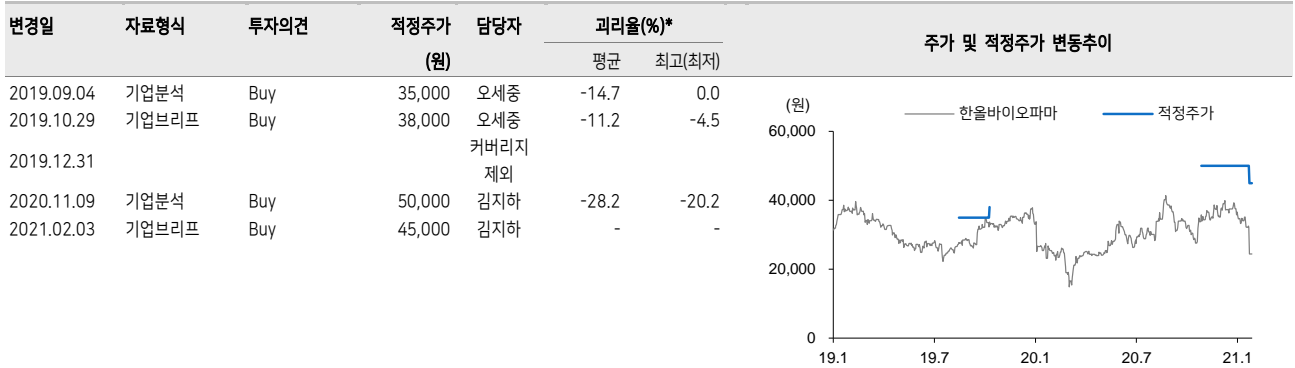 변경일 자료형식 투자의견 적정주가 담당자 괴리율(%)*
(원) 평균 최고(최저)
2019.09.04 기업분석 Buy 35,000 오세중 -14.7 0.0
2019.10.29 기업브리프 Buy 38,000 오세중 -11.2 -4.5
2019.12.31 커버리지
제외
2020.11.09 기업분석 Buy 50,000 김지하 -28.2 -20.2
2021.02.03 기업브리프 Buy 45,000 김지하 - -
주가 및 적정주가 변동추이
(원) 한올바이오파마 적정주가
60,000
40,000
20,000
0
19.1 19.7 20.1 20.7 21.1